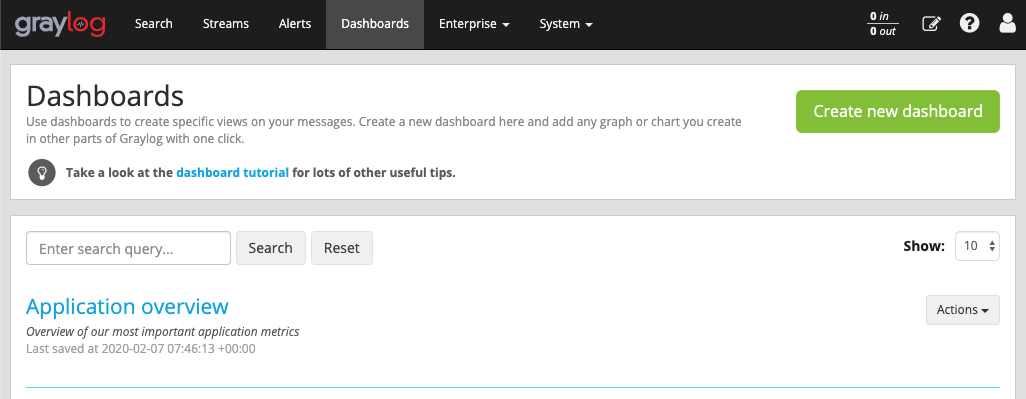 graylog Search Streams Alerts Dashboards Enterprise System 0 in
0 out
Dashboards
Create new dashboard
Use dashboards to create specific views on your messages. Create a new dashboard here and add any graph or chart you create
in other parts of Graylog with one click.
Take a look at the dashboard tutorial for lots of other useful tips.
Enter search query... Search Reset Show: 10
Application overview Actions
Overview of our most important application metrics
Last saved at 2020-02-07 07:46:13 +00:00